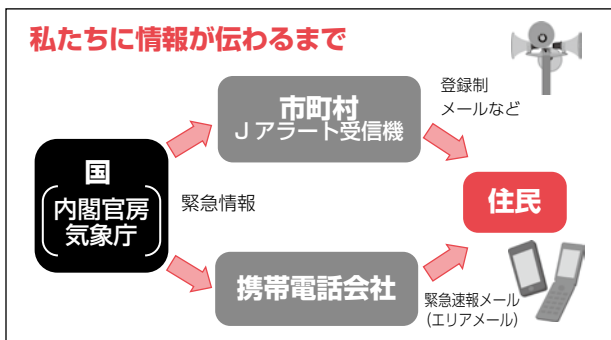 私たちに情報が伝わるまで
市町村
Jアラート受信機
登録制
メールなど
国
内閣官房
気象庁
緊急情報
住民
携帯電話会社
緊急速報メール
(エリアメール)